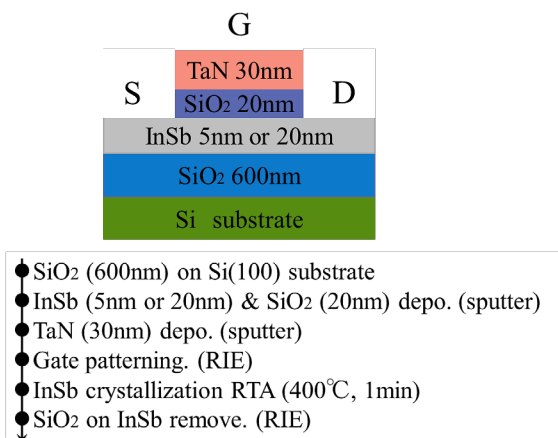 G
TaN 30nm
S
SiO2 20nm
D
InSb 5nm or 20nm
SiO2 600nm
Si substrate
SiO2 (600nm) on Si(100) substrate
InSb (5nm or 20nm) & SiO2 (20nm) depo. (sputter)
TaN (30nm) depo. (sputter)
Gate patterning. (RIE)
InSb crystallization RTA (400℃, 1min)
SiO2 on InSb remove. (RIE)